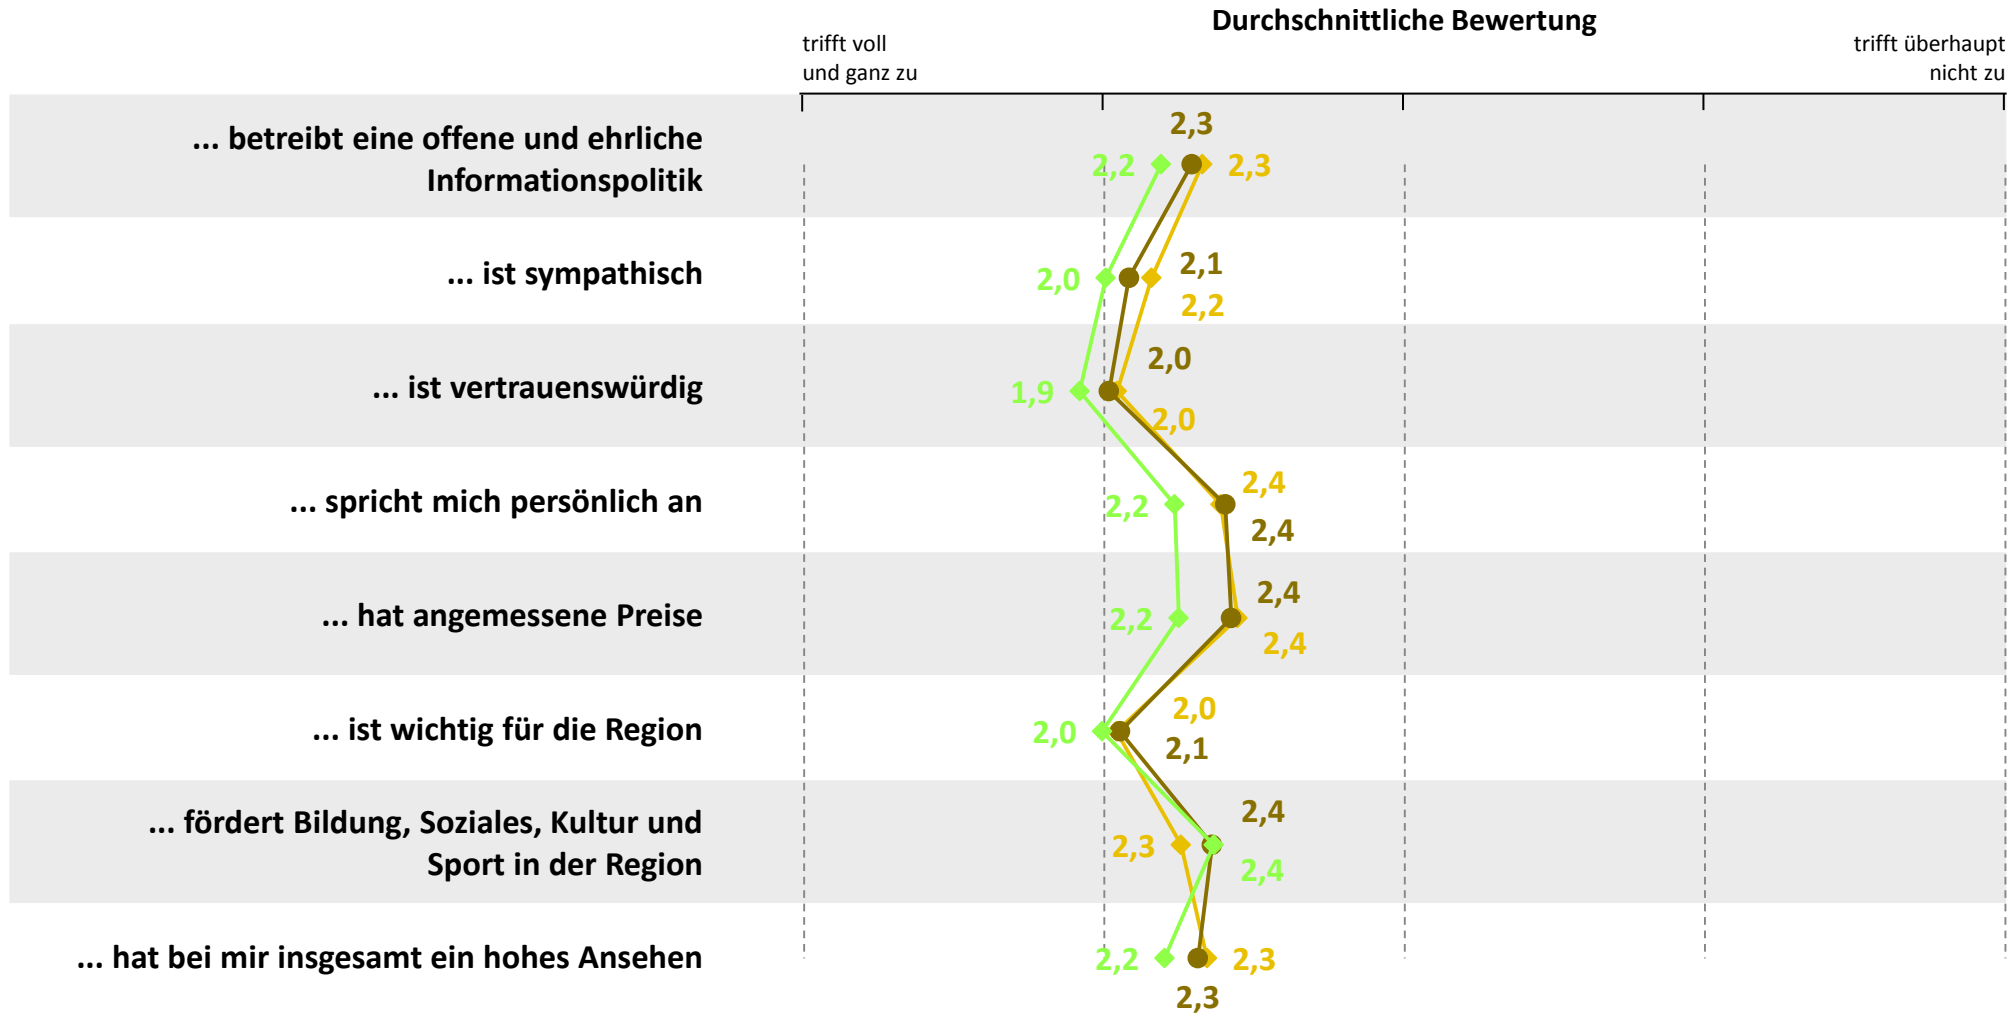 Durchschnittliche Bewertung
trifft voll
und ganz zu
trifft überhaupt
nicht zu
... betreibt eine offene und ehrliche
Informationspolitik
2,3
2,2
2,3
... ist sympathisch
2,0
2,1
2,2
... ist vertrauenswürdig
2,0
1,9
2,0
... spricht mich persönlich an
2,4
2,2
2,4
... hat angemessene Preise
2,4
2,2
2,4
... ist wichtig für die Region
2,0
2,0
2,1
... fördert Bildung, Soziales, Kultur und
Sport in der Region
2,4
2,3
2,4
... hat bei mir insgesamt ein hohes Ansehen
2,2
2,3
2,3